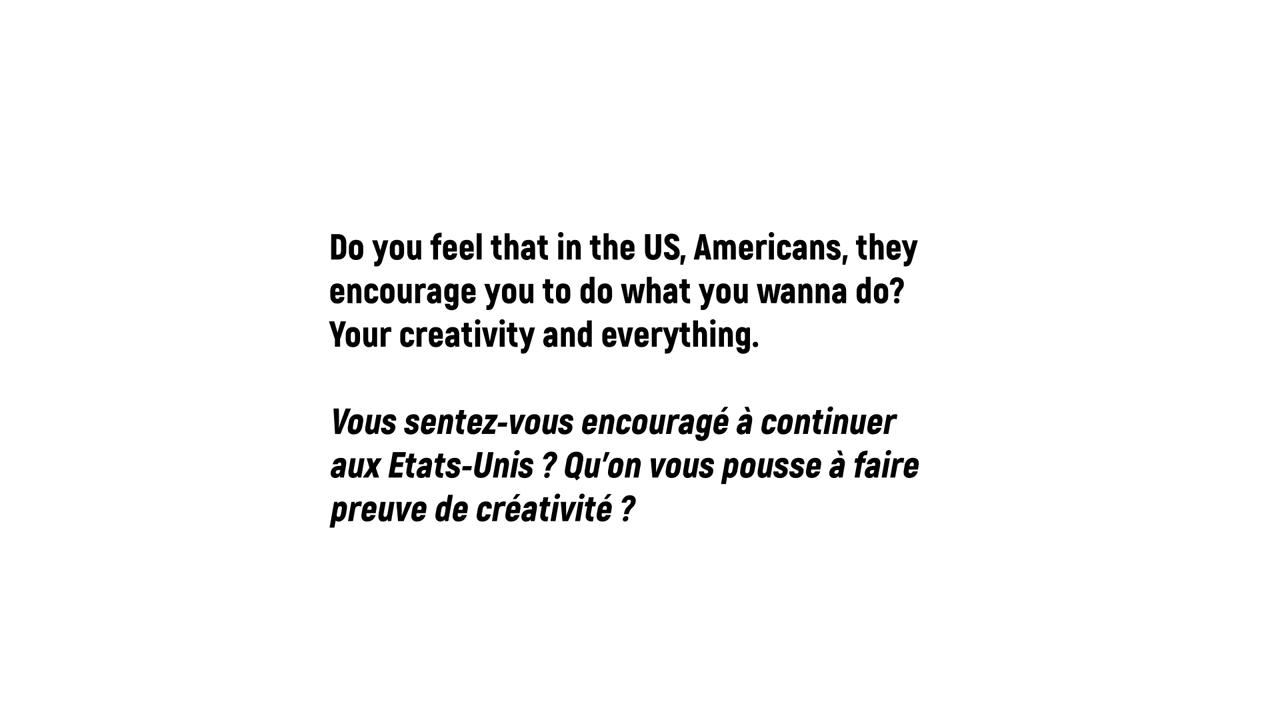 Do you feel that in the US, Americans, they
encourage you to do what you wanna do?
Your creativity and everything.
Vous sentez-vous encouragé à continuer
aux Etats-Unis ? Qu’on vous pousse à faire
preuve de créativité ?